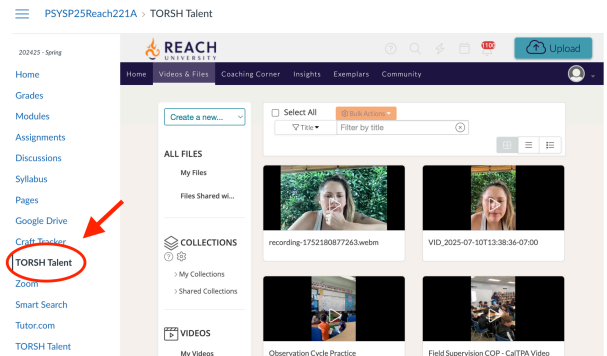 PSYSP25Reach221A > TORSH Talent
202425 - Spring
Home
Grades
Modules
Assignments
Discussions
Syllabus
Pages
Google Drive
Craft Tracker
TORSH Talent
Zoom
Smart Search
Tutor.com
TORSH Talent
REACH
UNIVERSITY
1100
Upload
Home Videos & Files Coaching Corner Insights Exemplars Community
Create a new...
ALL FILES
My Files
Files Shared wi...
COLLECTIONS
> My Collections
> Shared Collections
VIDEOS
My Videos
Select All Bulk Actions
Title Filter by title
recording-1752180877263.webm
VID_2025-07-10T13:38:36-07:00
Observation Cycle Practice
Field Supervision COP - CalTPA Video